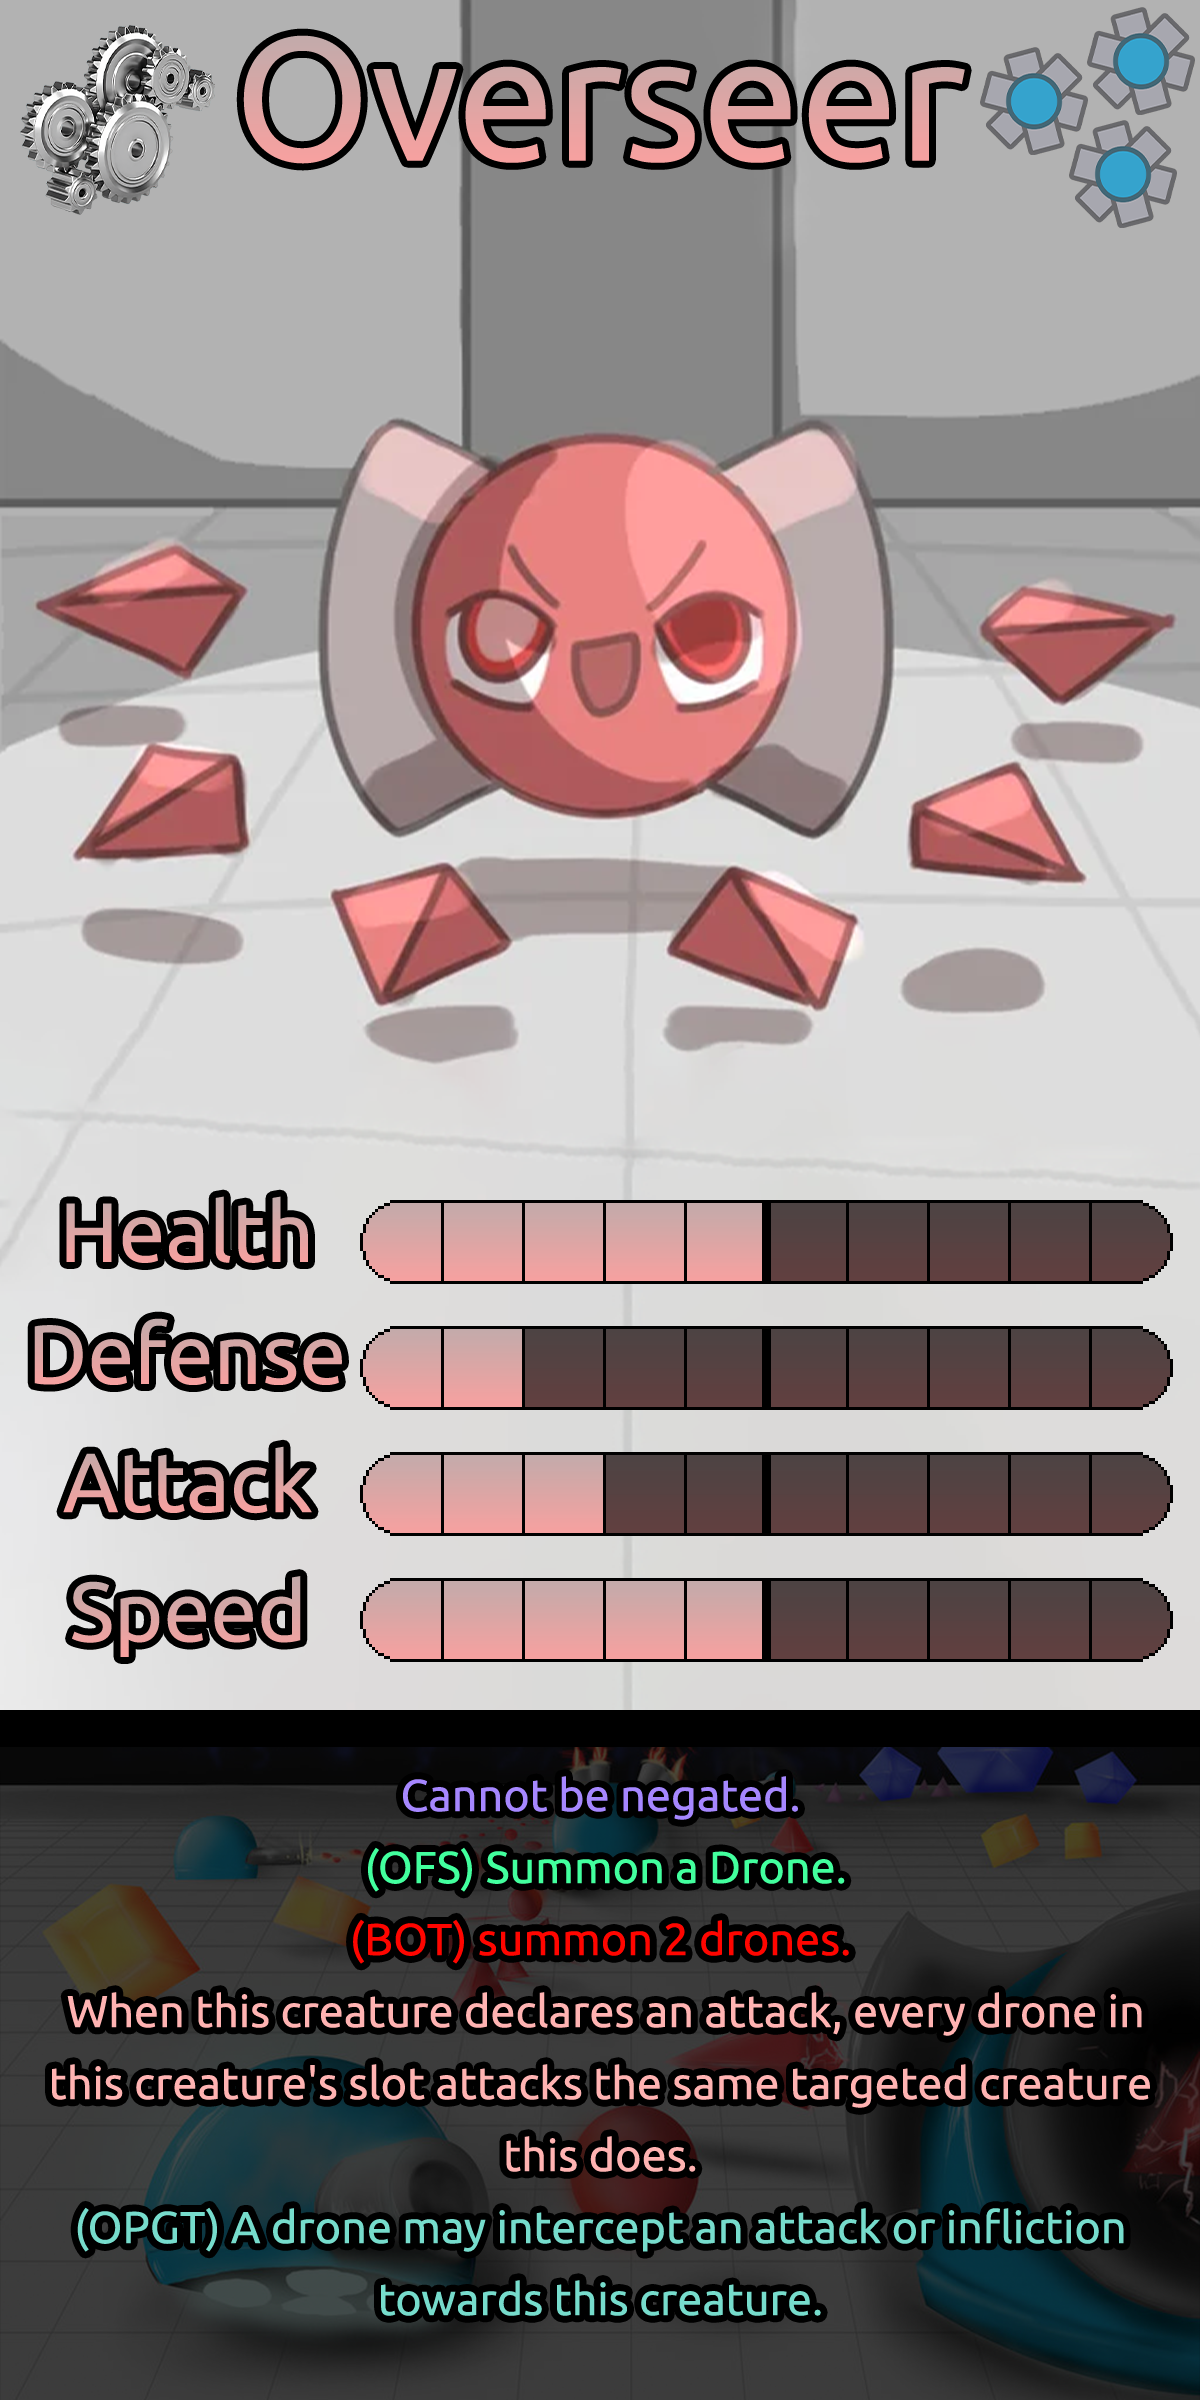 Overseer
Health
Defense
Attack
Speed
Cannot be negated.
(OFS) Summon a Drone.
(BOT) summon 2 drones.
When this creature declares an attack, every drone in
this creature's slot attacks the same targeted creature
this does.
(OPGT) A drone may intercept an attack or infliction
towards this creature.